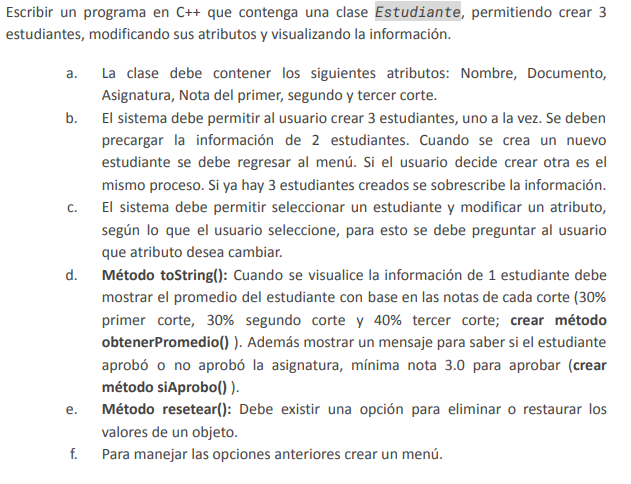 Escribir un programa en C++ que contenga una clase Estudiante, permitiendo crear 3
estudiantes, modificando sus atributos y visualizando la información.
a. La clase debe contener los siguientes atributos: Nombre, Documento,
Asignatura, Nota del primer, segundo y tercer corte.
b. El sistema debe permitir al usuario crear 3 estudiantes, uno a la vez. Se deben
precargar la información de 2 estudiantes. Cuando se crea un nuevo
estudiante se debe regresar al menú. Si el usuario decide crear otra es el
mismo proceso. Si ya hay 3 estudiantes creados se sobrescribe la información.
c. El sistema debe permitir seleccionar un estudiante y modificar un atributo,
según lo que el usuario seleccione, para esto se debe preguntar al usuario
que atributo desea cambiar.
d. Método toString(): Cuando se visualice la información de 1 estudiante debe
mostrar el promedio del estudiante con base en las notas de cada corte (30%
primer corte, 30% segundo corte y 40% tercer corte; crear método
obtenerPromedio() ). Además mostrar un mensaje para saber si el estudiante
aprobó o no aprobó la asignatura, mínima nota 3.0 para aprobar (crear
método siAprobo() ).
e. Método resetear(): Debe existir una opción para eliminar o restaurar los
valores de un objeto.
f. Para manejar las opciones anteriores crear un menú.